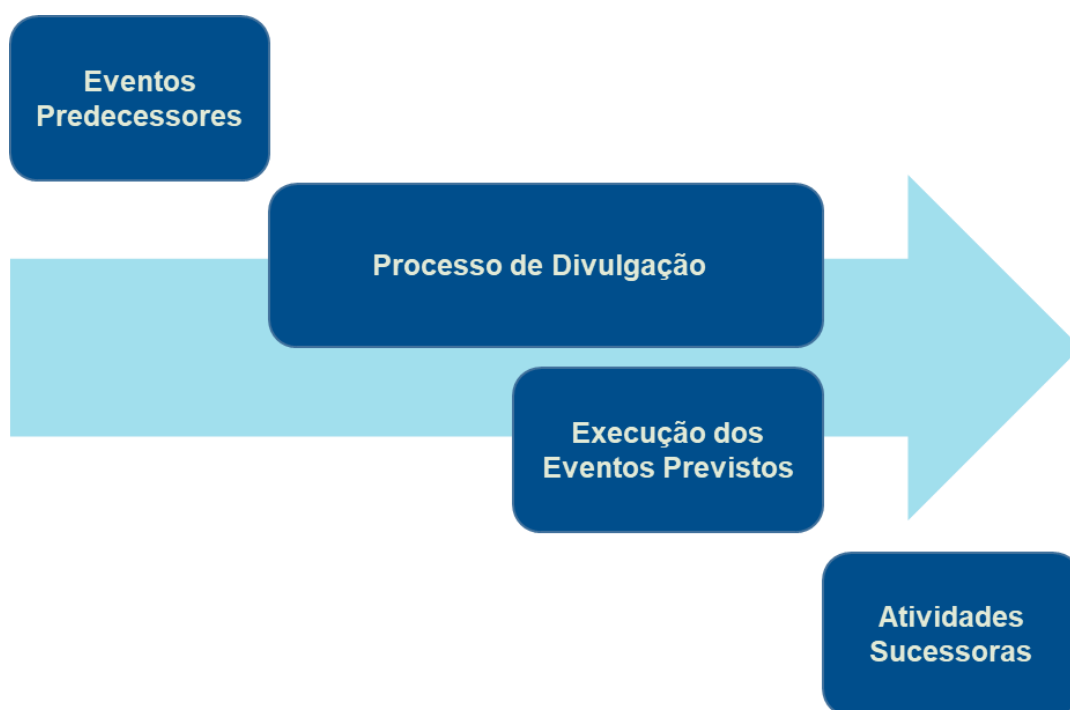 Eventos
Predecessores
Processo de Divulgação
Execução dos
Eventos Previstos
Atividades
Sucessoras